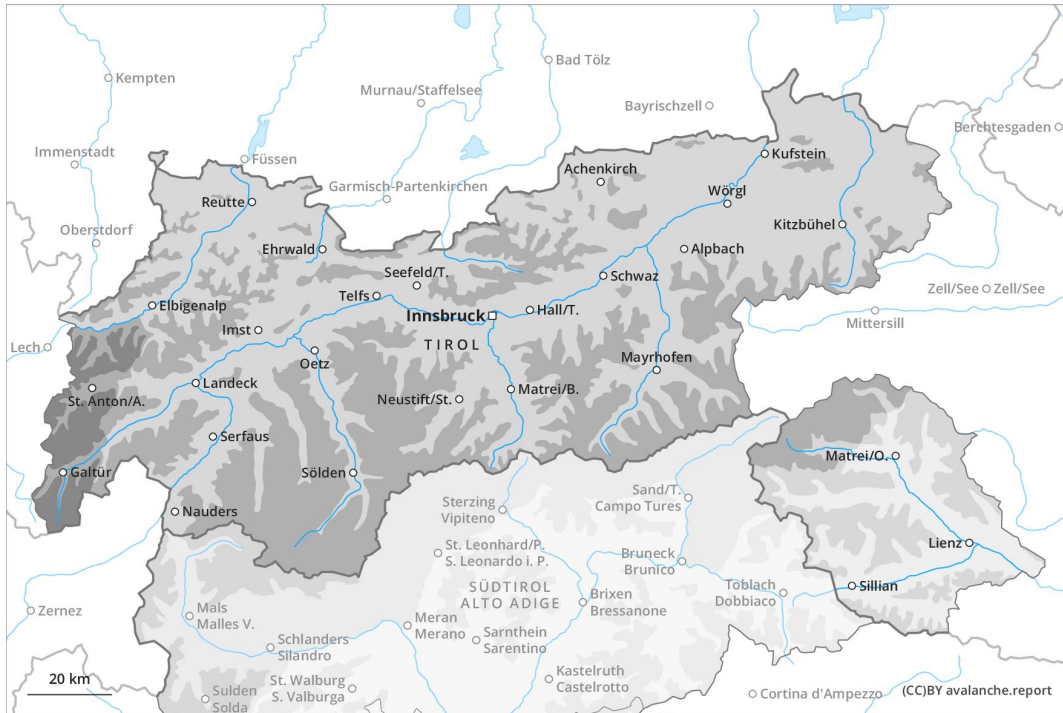 Kempten
Bad Tölz
Murnau/Staffelsee
Bayrischzell
Berchtesgaden
Immenstadt
Füssen
Kufstein
Achenkirch
Garmisch-Partenkirchen
Wörgl
Reutte
Oberstdorf
Kitzbühel
Ehrwald
Alpbach
Seefeld/T.
Schwaz
Zell/See
Zell/See
Telfs
Elbigenalp
Hall/T.
Innsbruck
Mittersill
Imst
TIROL
Lech
Oetz
Mayrhofen
Landeck
Matrei/B.
St. Anton/A.
Neustift/St.
Serfaus
Matrei/O.
Galtür
Sölden
Sand/T.
Campo Tures
Sterzing
Vipiteno
Nauders
Lienz
St. Leonhard/P.
S. Leonardo i. P.
Bruneck
Brunico
SÜDTIROL
ALTO ADIGE
Toblach
Dobbiaco
Sillian
Brixen
Bressanone
Zernez
Mals
Malles V.
Meran
Merano
Sarnthein
Sarentino
Schlanders
Silandro
Kastelruth
Castelrotto
20 km
St. Walburg
S. Valburga
Sulden
Solda
Cortina d'Ampezzo
(CC)BY avalanche.report